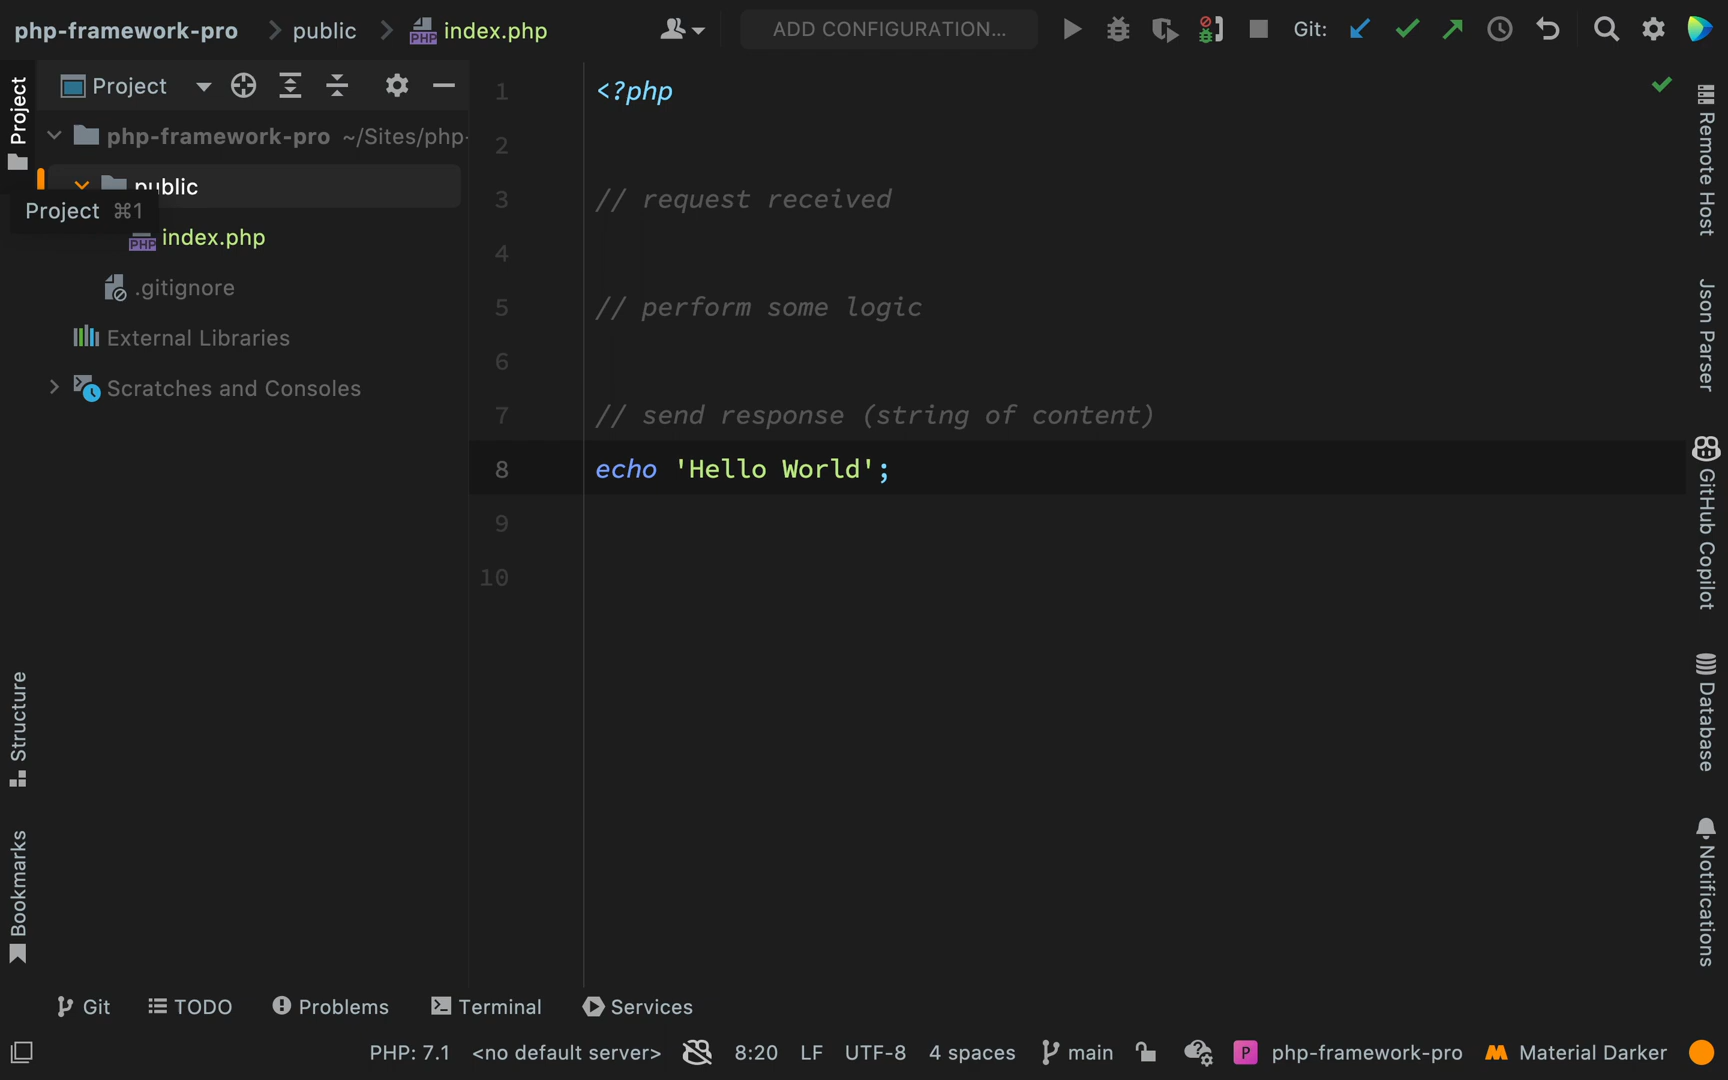 php-framework-pro > public > index.php
ADD CONFIGURATION...
Git:
Project
php-framework-pro ~/Sites/php-
public
Project ⌘1
index.php
.gitignore
External Libraries
Scratches and Consoles
Project
Structure
Bookmarks
1 <?php
2
3 // request received
4
5 // perform some logic
6
7 // send response (string of content)
8 echo 'Hello World';
9
10
Remote Host
Json Parser
GitHub Copilot
Database
Notifications
Git TODO Problems Terminal Services
PHP: 7.1 <no default server> 8:20 LF UTF-8 4 spaces main P php-framework-pro Material Darker